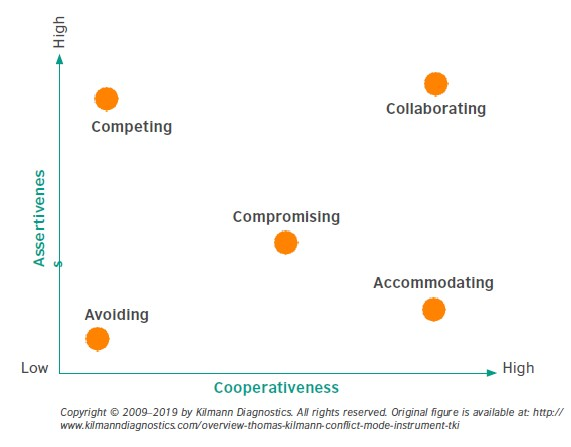 High
Competing
Collaborating
Assertivenes
s
Compromising
Accommodating
Avoiding
Low
High
Cooperativeness
Copyright © 2009–2019 by Kilmann Diagnostics. All rights reserved. Original figure is available at: http://
www.kilmanndiagnostics.com/overview-thomas-kilmann-conflict-mode-instrument-tki